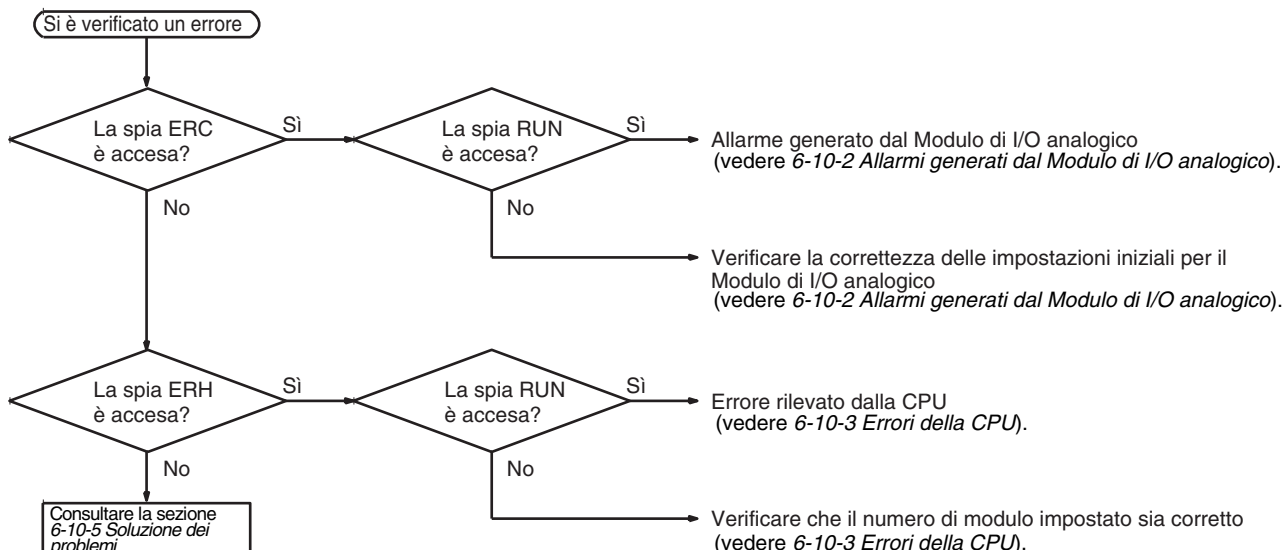 Si è verificato un errore
La spia ERC
è accesa?
Sì
La spia RUN
è accesa?
Sì
Allarme generato dal Modulo di I/O analogico
(vedere 6-10-2 Allarmi generati dal Modulo di I/O analogico).
No
No
Verificare la correttezza delle impostazioni iniziali per il
Modulo di I/O analogico
(vedere 6-10-2 Allarmi generati dal Modulo di I/O analogico).
La spia ERH
è accesa?
Sì
La spia RUN
è accesa?
Sì
Errore rilevato dalla CPU
(vedere 6-10-3 Errori della CPU).
No
No
Consultare la sezione
6-10-5 Soluzione dei
problemi
Verificare che il numero di modulo impostato sia corretto
(vedere 6-10-3 Errori della CPU).